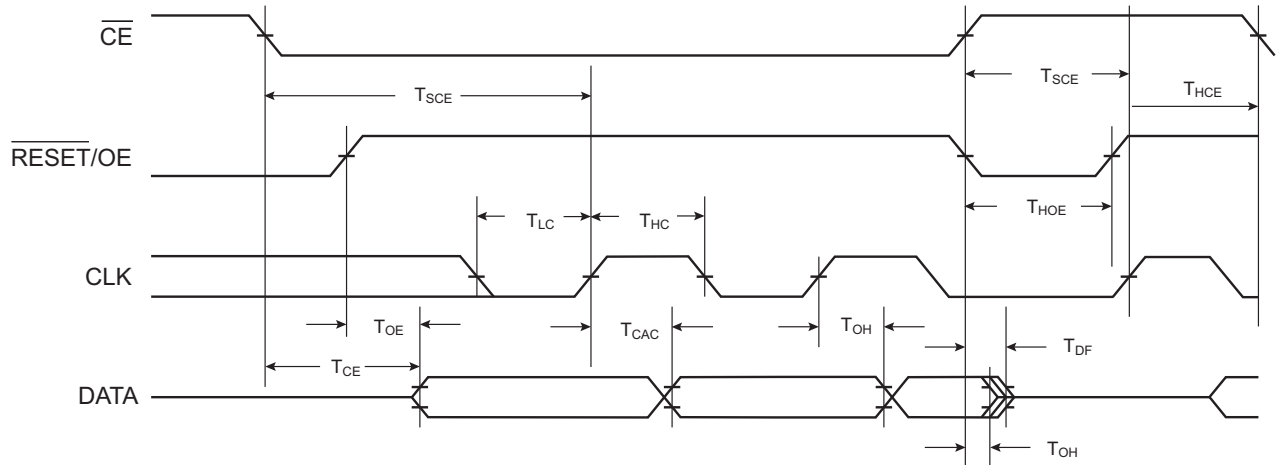 CE
TSCE
TSCE
THCE
RESET/OE
THOE
TLC
THC
CLK
TOE
TCAC
TOH
TDF
TCE
DATA
TOH